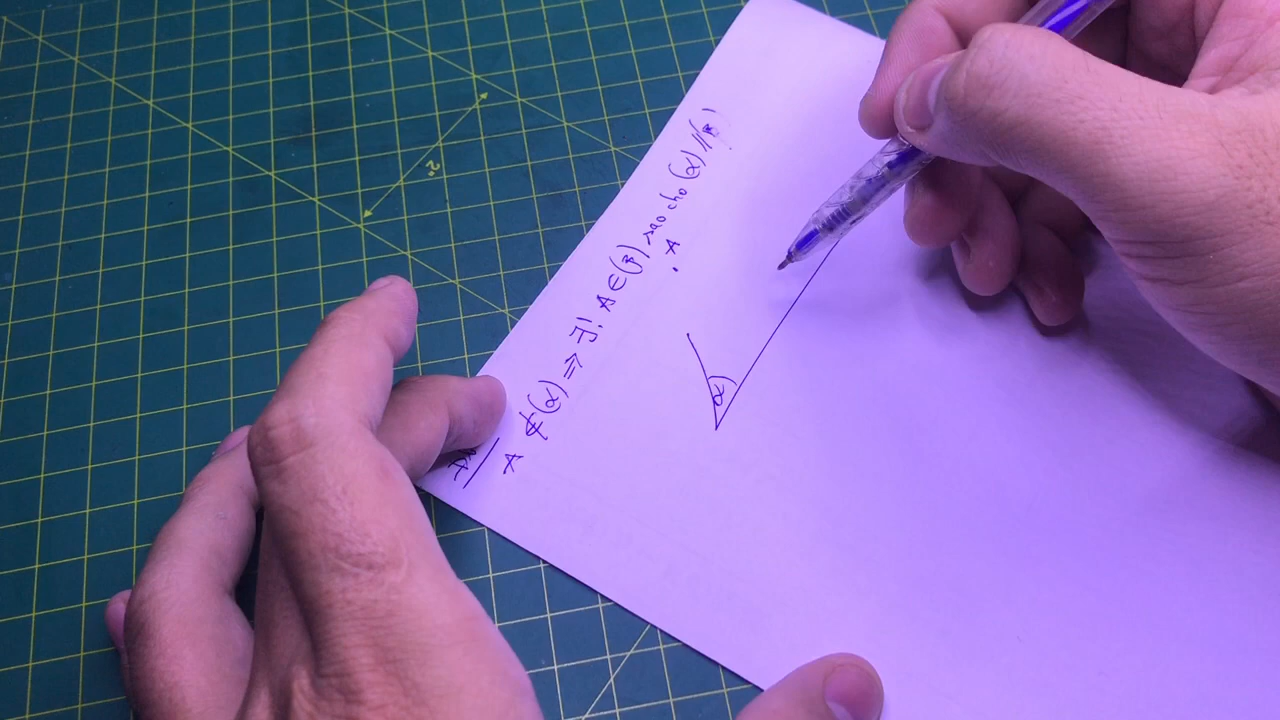 A ∉ (α) ⇒ ∃! A ∈ (β) sao cho (α) // (β)
. A
α